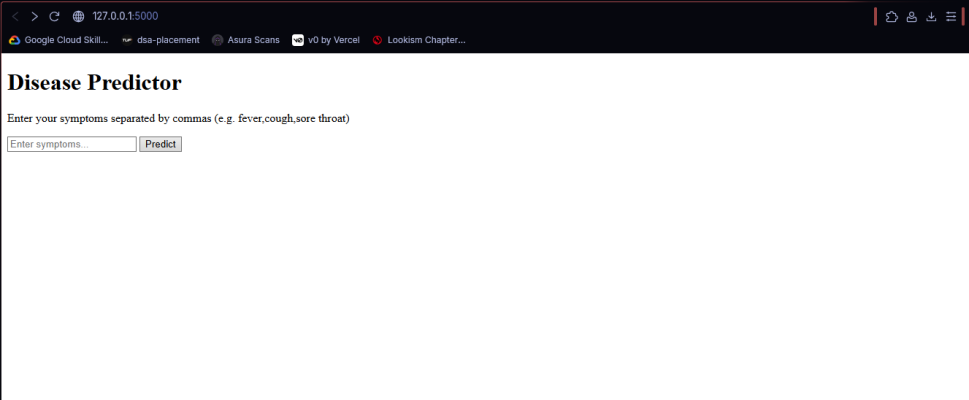 127.0.0.1:5000
Google Cloud Skill... dsa-placement Asura Scans v0 by Vercel Lookism Chapter...
Disease Predictor
Enter your symptoms separated by commas (e.g. fever,cough,sore throat)
Enter symptoms... Predict